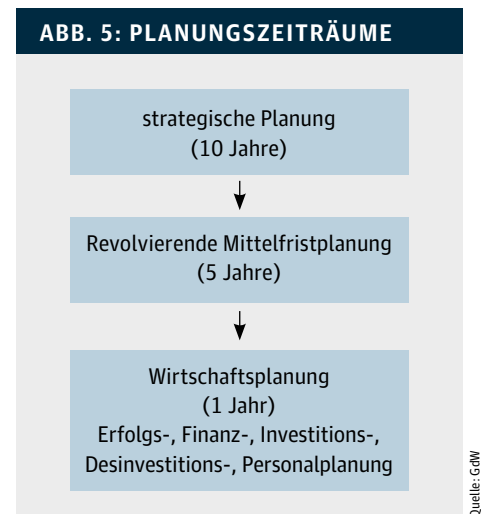 ABB. 5: PLANUNGSZEITRÄUME
strategische Planung
(10 Jahre)
Revolvierende Mittelfristplanung
(5 Jahre)
Wirtschaftsplanung
(1 Jahr)
Erfolgs-, Finanz-, Investitions-,
Desinvestitions-, Personalplanung
Quelle: GdW